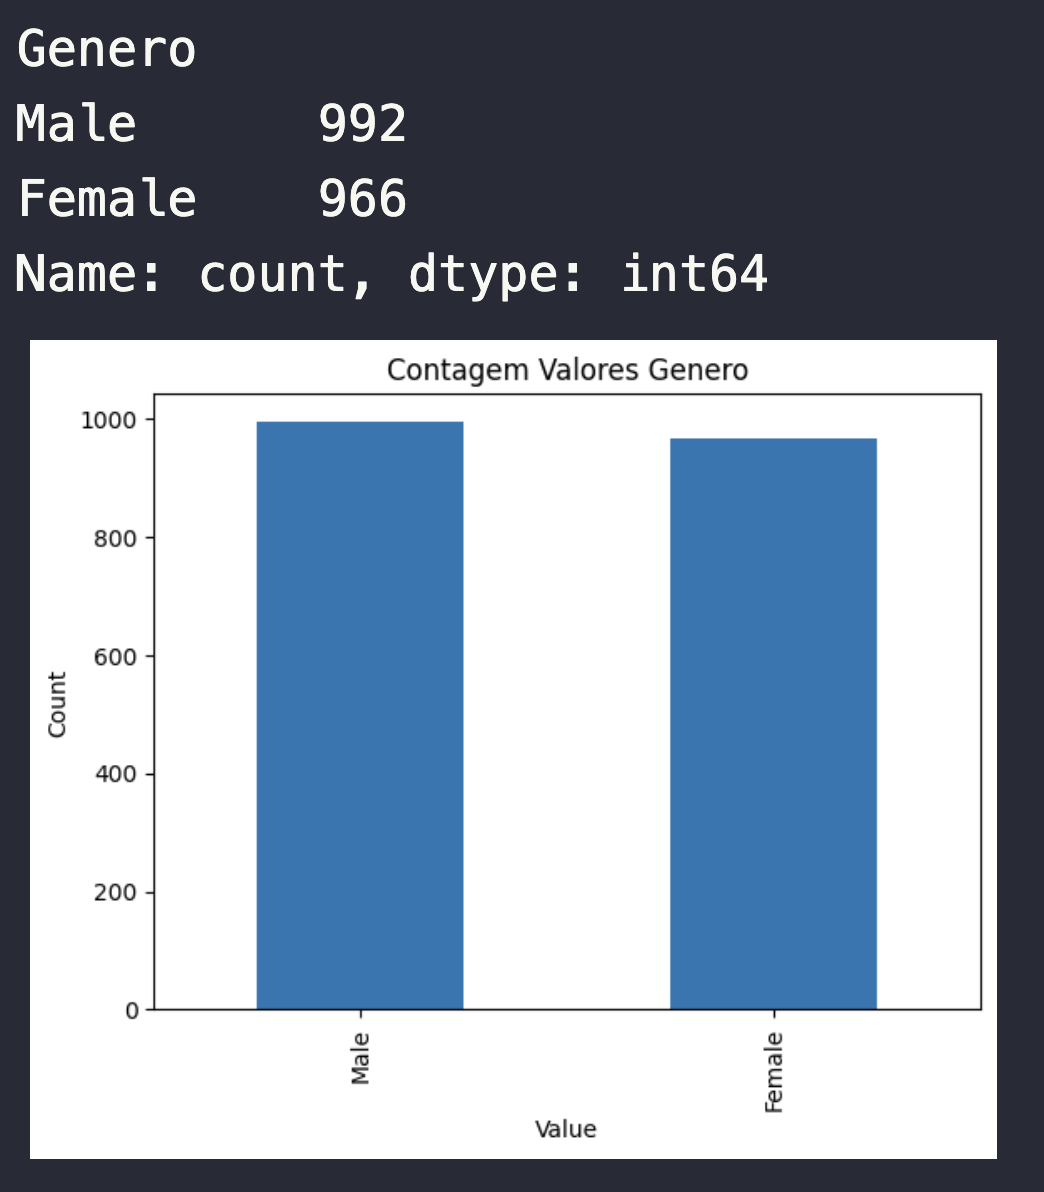 Genero
Male 992
Female 966
Name: count, dtype: int64
Contagem Valores Genero
1000
800
600
400
200
0
Count
Male
Female
Value